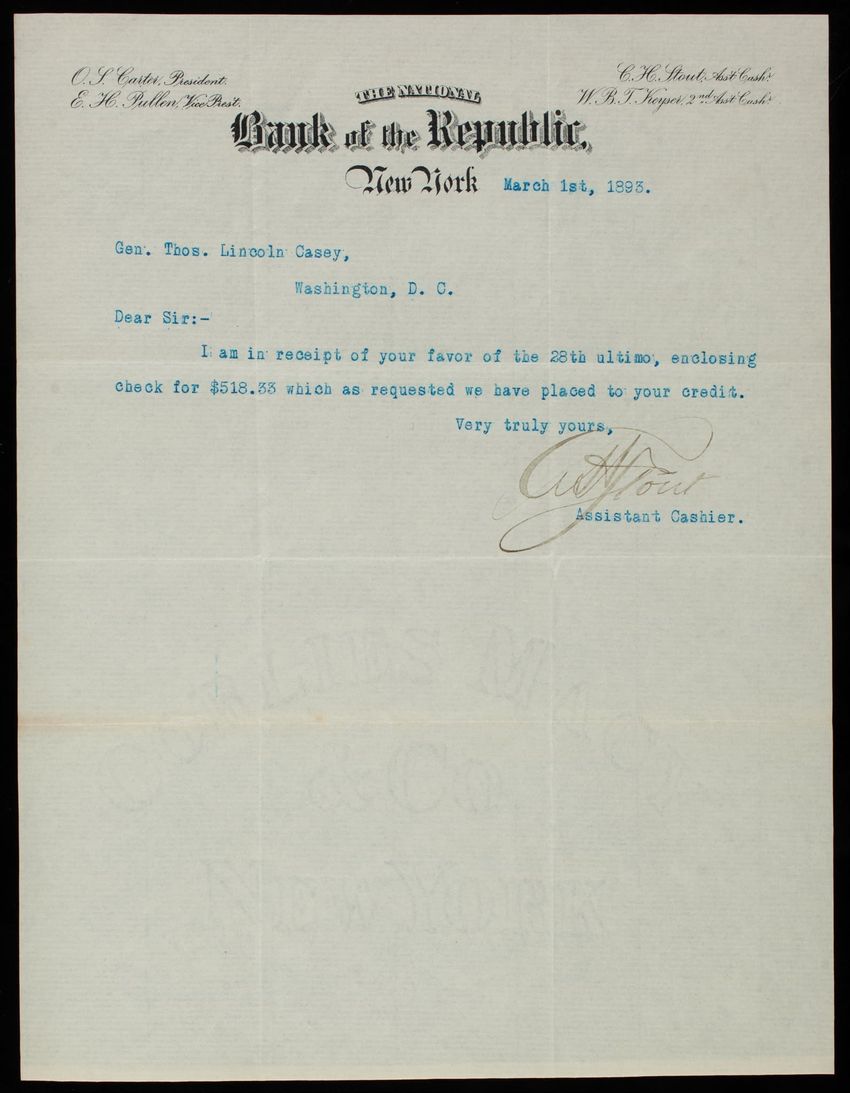 O. S. Carter, President.
E. H. Pullen, Vice Prest.
C. H. Stout, Ass't Cashr.
W. B. T. Keyser, 2nd Ass't Cashr.
THE NATIONAL
Bank of the Republic,
New York March 1st, 1893.
Gen. Thos. Lincoln Casey,
Washington, D. C.
Dear Sir:-
I am in receipt of your favor of the 28th ultimo, enclosing
check for $518.33 which as requested we have placed to your credit.
Very truly yours,
C H Stout
Assistant Cashier.